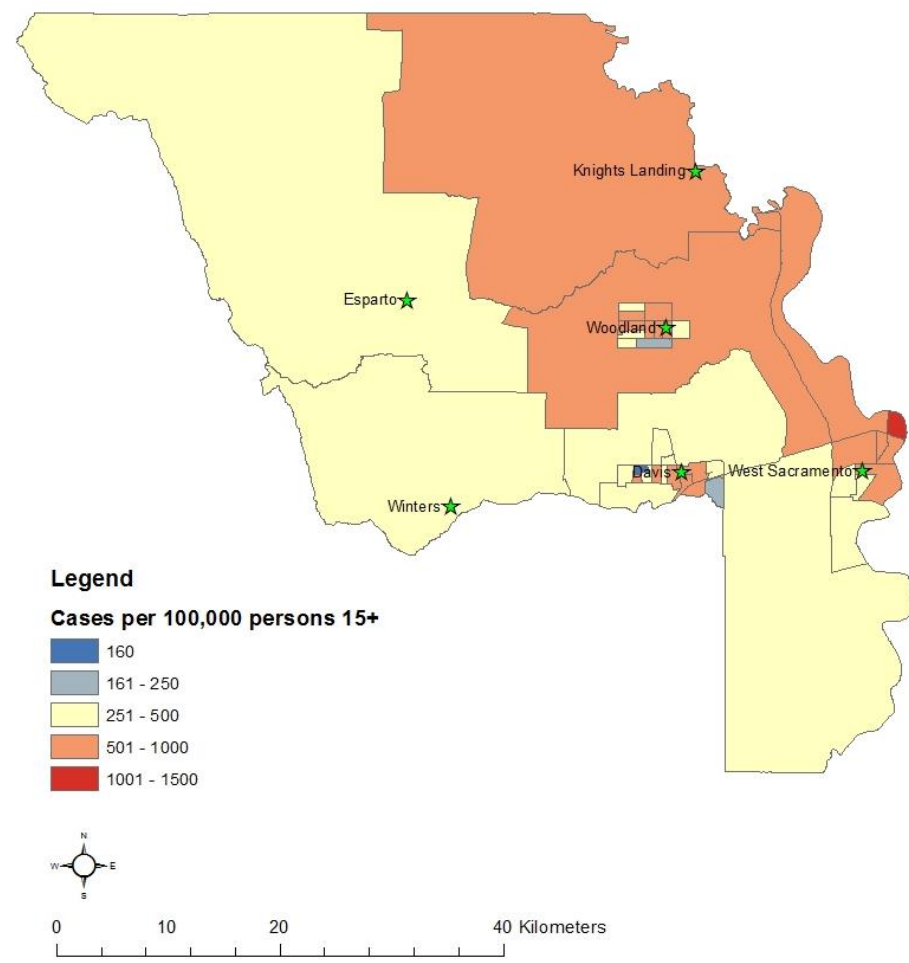 Knights Landing
Esparto
Woodland
Davis
West Sacramento
Winters
Legend
Cases per 100,000 persons 15+
160
161 - 250
251 - 500
501 - 1000
1001 - 1500
N
W E
S
0 10 20 40 Kilometers